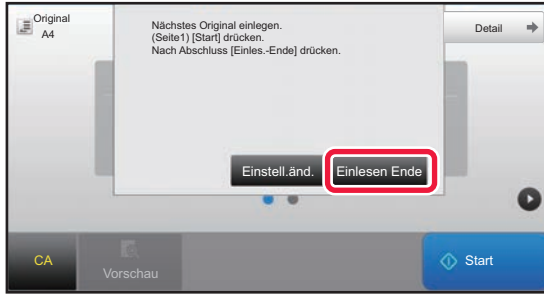 Original
A4
Nächstes Original einlegen.
(Seite1) [Start] drücken.
Nach Abschluss [Einles.-Ende] drücken.
Detail
Einstell.änd.
Einlesen Ende
CA
Vorschau
Start